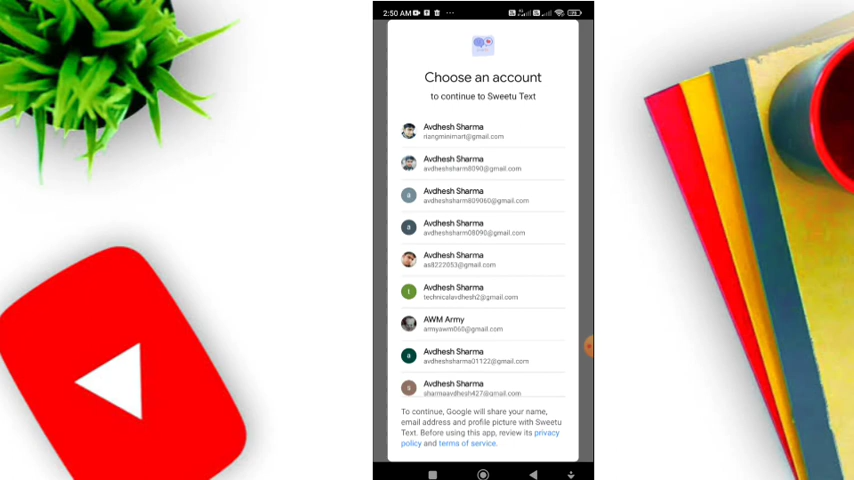 2:50 AM
Choose an account
to continue to Sweetu Text
Avdhesh Sharma
riangminimart@gmail.com
Avdhesh Sharma
avdheshsharm8090@gmail.com
a
Avdhesh Sharma
avdheshsharm809060@gmail.com
a
Avdhesh Sharma
avdheshsharm08090@gmail.com
Avdhesh Sharma
as8222053@gmail.com
t
Avdhesh Sharma
technicalavdhesh2@gmail.com
AWM Army
armyawm060@gmail.com
a
Avdhesh Sharma
avdheshsharma01122@gmail.com
s
Avdhesh Sharma
sharmaavdhesh427@gmail.com
To continue, Google will share your name,
email address and profile picture with Sweetu
Text. Before using this app, review its privacy
policy and terms of service.